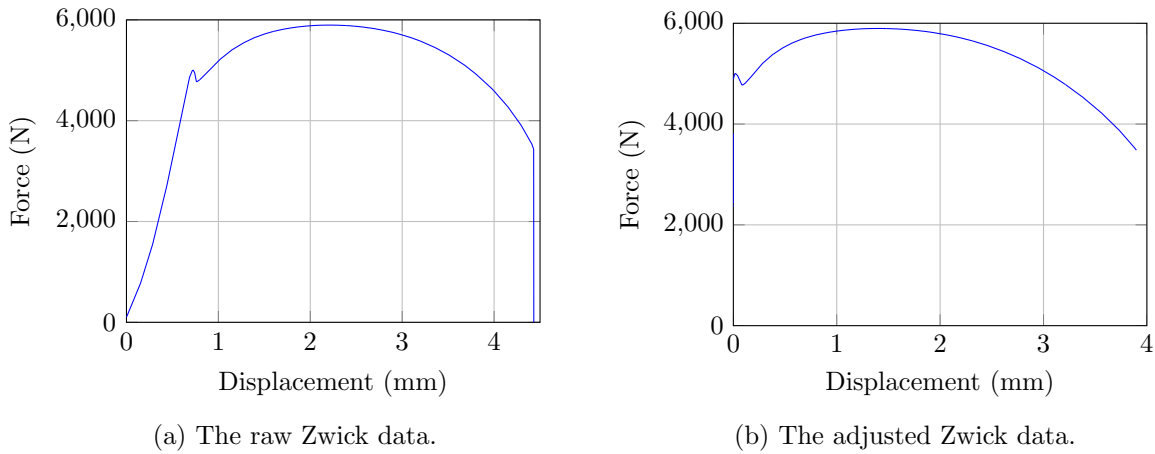 6,000
4,000
2,000
0
Force (N)
0 1 2 3 4
Displacement (mm)
(a) The raw Zwick data.
6,000
4,000
2,000
0
Force (N)
0 1 2 3 4
Displacement (mm)
(b) The adjusted Zwick data.